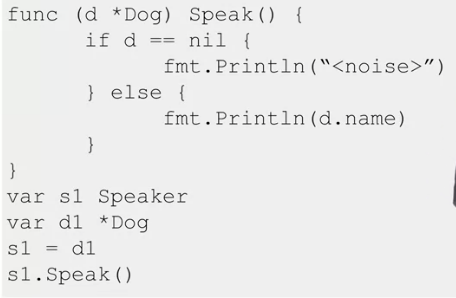 func (d *Dog) Speak() {
if d == nil {
fmt.Println(“<noise>”)
} else {
fmt.Println(d.name)
}
}
var s1 Speaker
var d1 *Dog
s1 = d1
s1.Speak()